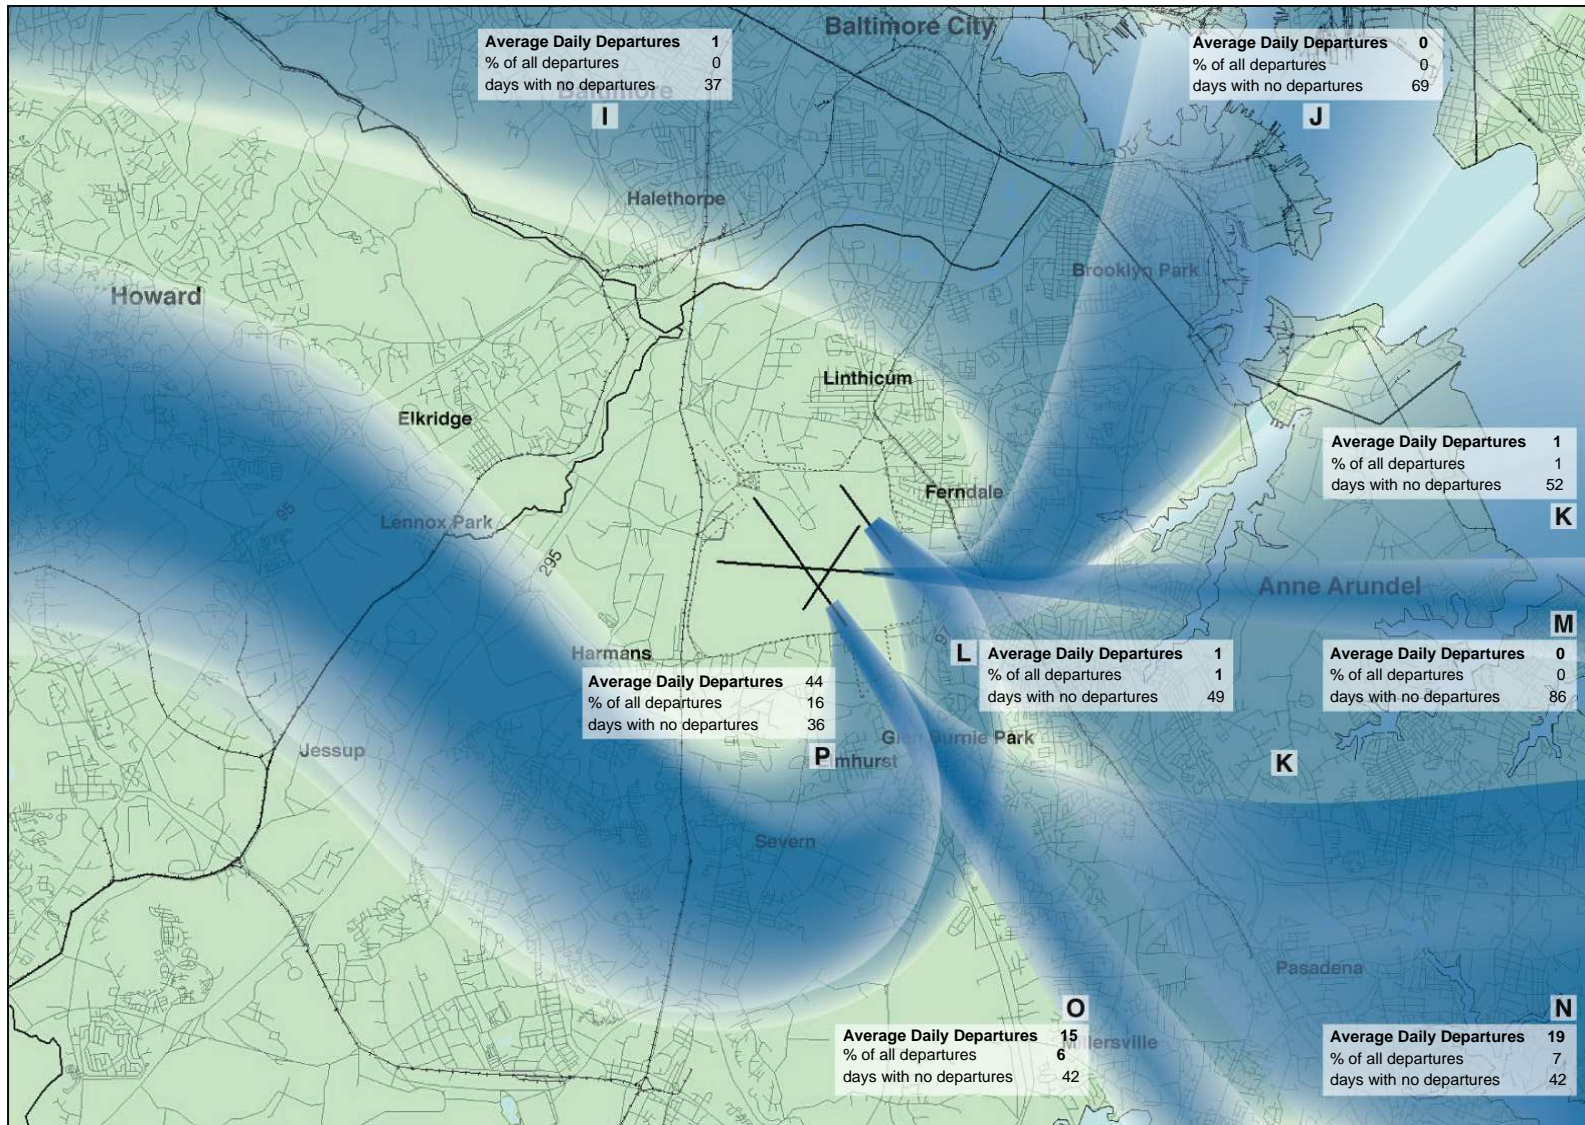 Baltimore City
Average Daily Departures 1
% of all departures 0
days with no departures 37
Baltimore
I
Average Daily Departures 0
% of all departures 0
days with no departures 69
J
Halethorpe
Brooklyn Park
Howard
Linthicum
Elkridge
Average Daily Departures 1
% of all departures 1
days with no departures 52
K
Ferndale
95
Lennox Park
295
Anne Arundel
M
Average Daily Departures 0
% of all departures 0
days with no departures 86
L
Average Daily Departures 1
% of all departures 1
days with no departures 49
Harmans
Average Daily Departures 44
% of all departures 16
days with no departures 36
P
Glen Burnie Park
Elmhurst
Jessup
K
Severn
Pasadena
O
Average Daily Departures 15
% of all departures 6
days with no departures 42
Millersville
N
Average Daily Departures 19
% of all departures 7
days with no departures 42